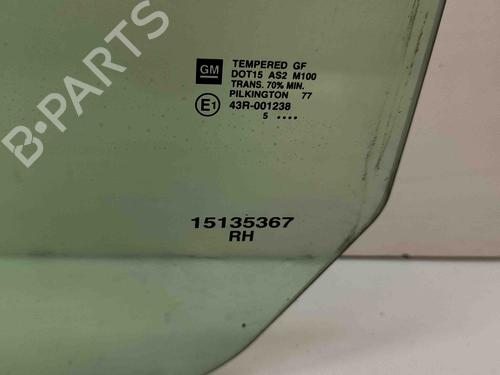 B-PARTS
GM
TEMPERED GF
DOT15 AS2 M100
TRANS. 70% MIN.
PILKINGTON 77
E1 43R-001238
5 ....
15135367
RH